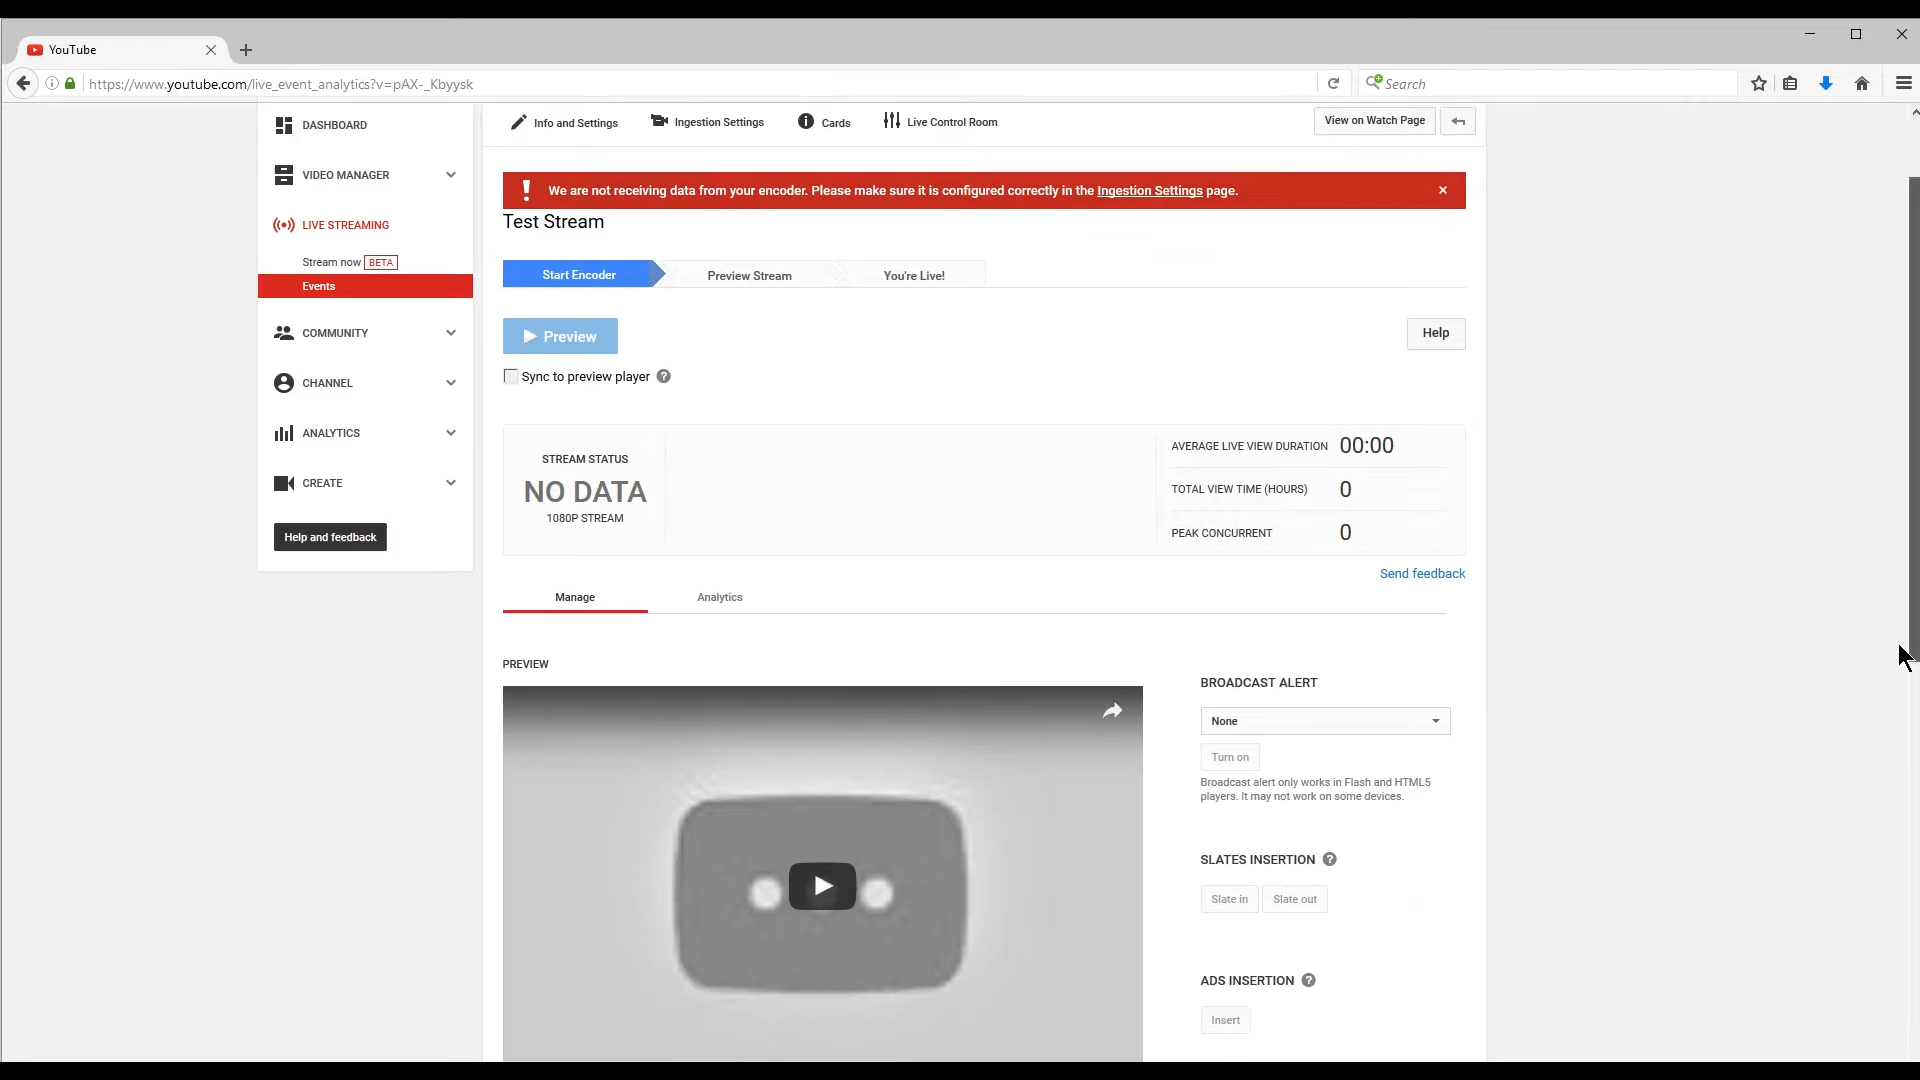 YouTube
https://www.youtube.com/live_event_analytics?v=pAX-_Kbyysk
Search
DASHBOARD
VIDEO MANAGER
LIVE STREAMING
Stream now BETA
Events
COMMUNITY
CHANNEL
ANALYTICS
CREATE
Help and feedback
Info and Settings
Ingestion Settings
Cards
Live Control Room
View on Watch Page
We are not receiving data from your encoder. Please make sure it is configured correctly in the Ingestion Settings page.
Test Stream
Start Encoder
Preview Stream
You're Live!
Preview
Help
Sync to preview player
STREAM STATUS
NO DATA
1080P STREAM
AVERAGE LIVE VIEW DURATION 00:00
TOTAL VIEW TIME (HOURS) 0
PEAK CONCURRENT 0
Send feedback
Manage
Analytics
PREVIEW
BROADCAST ALERT
None
Turn on
Broadcast alert only works in Flash and HTML5
players. It may not work on some devices.
SLATES INSERTION
Slate in
Slate out
ADS INSERTION
Insert